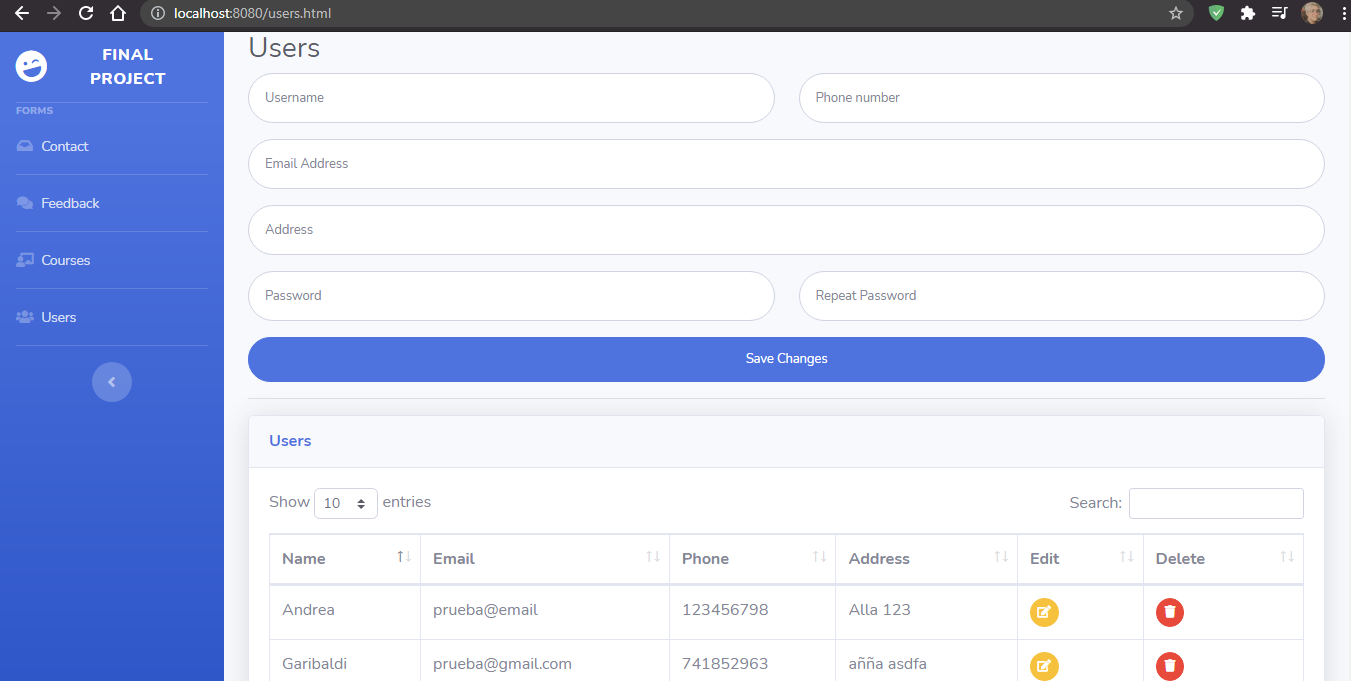 localhost:8080/users.html
FINAL
PROJECT
FORMS
Contact
Feedback
Courses
Users
Users
Username Phone number
Email Address
Address
Password Repeat Password
Save Changes
Users
Show 10 entries Search:
Name Email Phone Address Edit Delete
Andrea prueba@email 123456798 Alla 123
Garibaldi prueba@gmail.com 741852963 añña asdfa